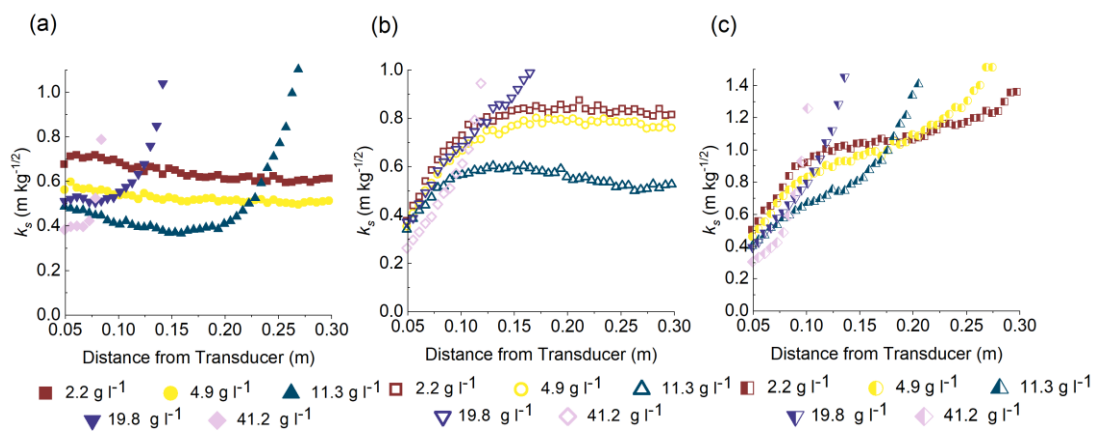 (a)
(b)
(c)
k_s (m kg^-1/2)
1.0
0.8
0.6
0.4
0.2
0.0
0.05 0.10 0.15 0.20 0.25 0.30
Distance from Transducer (m)
k_s (m kg^-1/2)
1.0
0.8
0.6
0.4
0.2
0.0
0.05 0.10 0.15 0.20 0.25 0.30
Distance from Transducer (m)
k_s (m kg^-1/2)
1.4
1.2
1.0
0.8
0.6
0.4
0.2
0.0
0.05 0.10 0.15 0.20 0.25 0.30
Distance from Transducer (m)
2.2 g l^-1 4.9 g l^-1 11.3 g l^-1
19.8 g l^-1 41.2 g l^-1
2.2 g l^-1 4.9 g l^-1 11.3 g l^-1
19.8 g l^-1 41.2 g l^-1
2.2 g l^-1 4.9 g l^-1 11.3 g l^-1
19.8 g l^-1 41.2 g l^-1